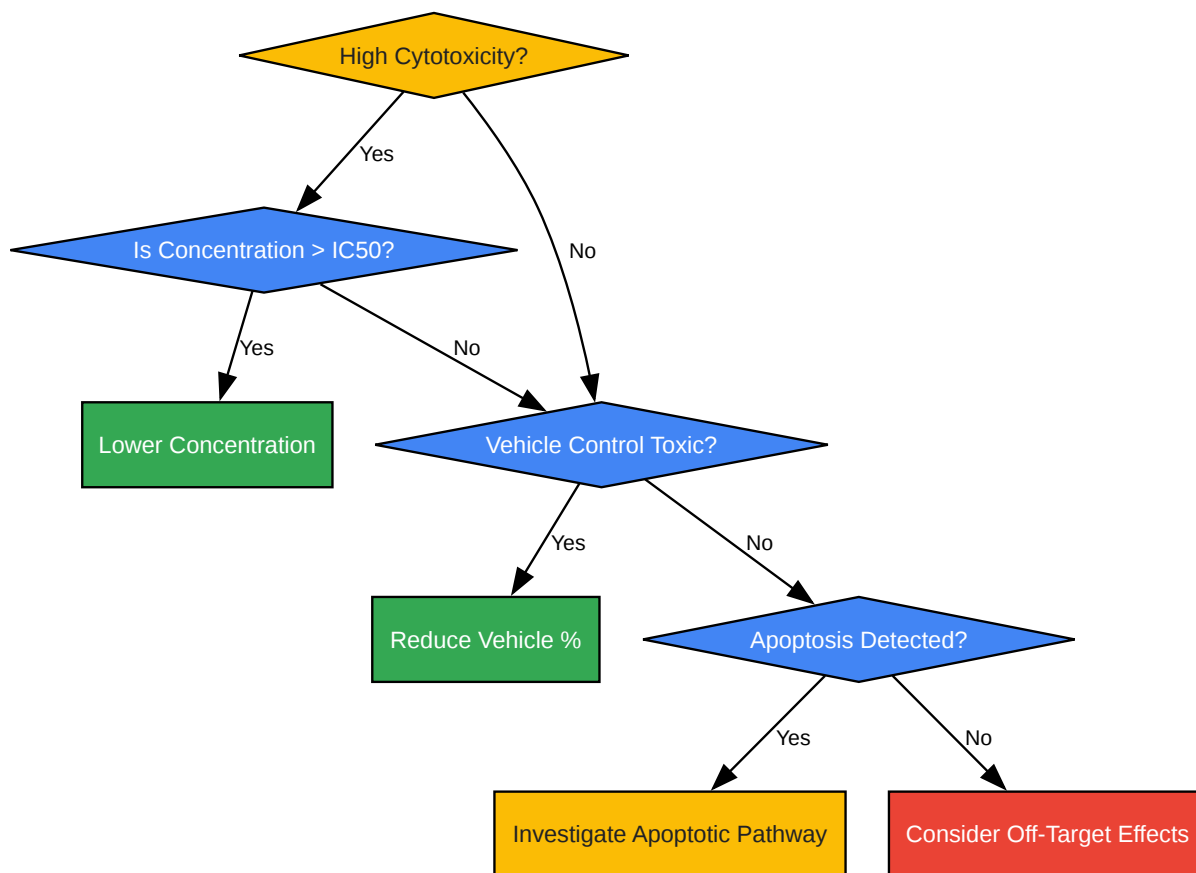 High Cytotoxicity?
Yes
No
Is Concentration > IC50?
Yes
No
Lower Concentration
Vehicle Control Toxic?
Yes
No
Reduce Vehicle %
Apoptosis Detected?
Yes
No
Investigate Apoptotic Pathway
Consider Off-Target Effects